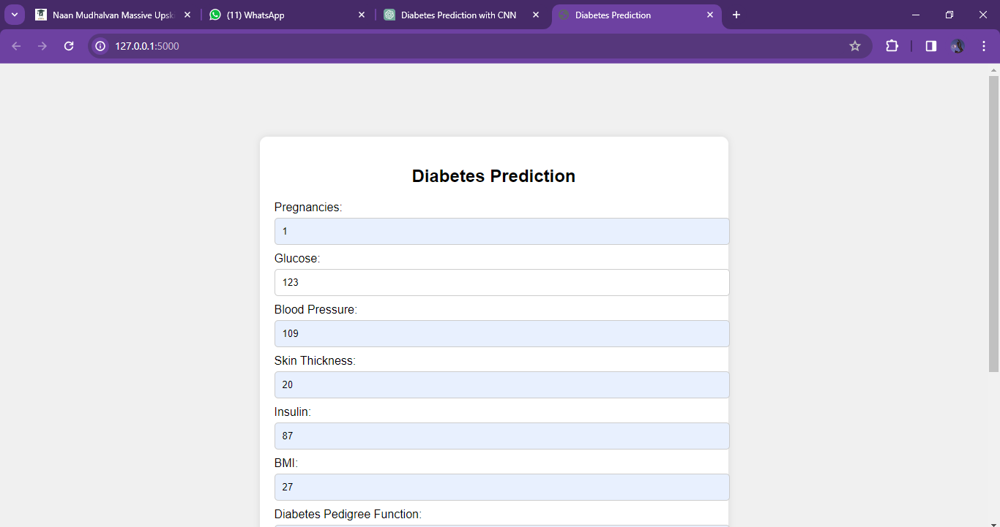 Naan Mudhalvan Massive Upsk
(11) WhatsApp
Diabetes Prediction with CNN
Diabetes Prediction
127.0.0.1:5000
Diabetes Prediction
Pregnancies:
1
Glucose:
123
Blood Pressure:
109
Skin Thickness:
20
Insulin:
87
BMI:
27
Diabetes Pedigree Function: